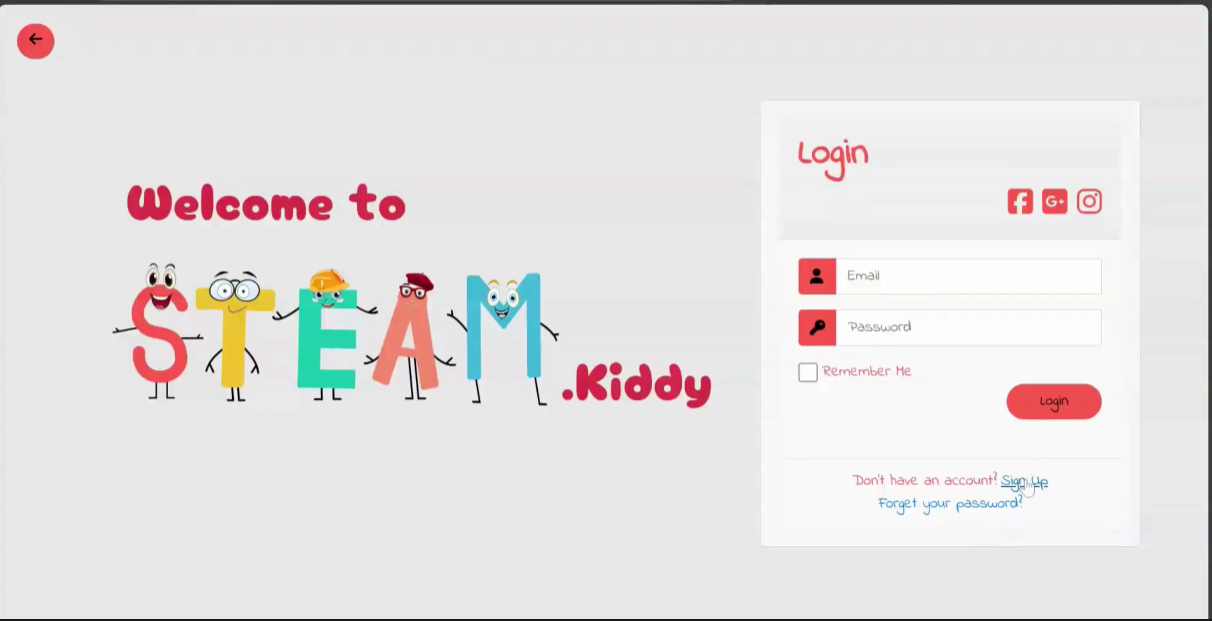 Welcome to
STEAM
.Kiddy
Login
G+
Email
Password
Remember Me
Login
Don't have an account? Sign Up
Forget your password?